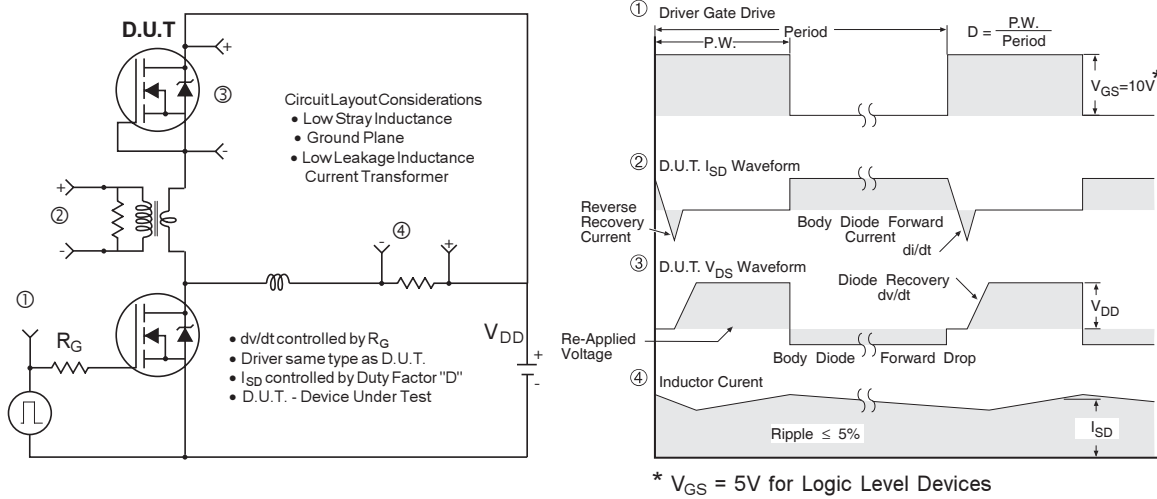 D.U.T
+
③
-
Circuit Layout Considerations
• Low Stray Inductance
• Ground Plane
• Low Leakage Inductance
Current Transformer
+
②
-
④
-
+
①
R_G
• dv/dt controlled by R_G
• Driver same type as D.U.T.
• I_SD controlled by Duty Factor "D"
• D.U.T. - Device Under Test
V_DD
+
-
① Driver Gate Drive
P.W.
Period
D = P.W. / Period
V_GS=10V*
② D.U.T. I_SD Waveform
Reverse
Recovery
Current
Body Diode Forward
Current
di/dt
③ D.U.T. V_DS Waveform
Diode Recovery
dv/dt
V_DD
Re-Applied
Voltage
Body Diode Forward Drop
④ Inductor Curent
Ripple ≤ 5%
I_SD
* V_GS = 5V for Logic Level Devices